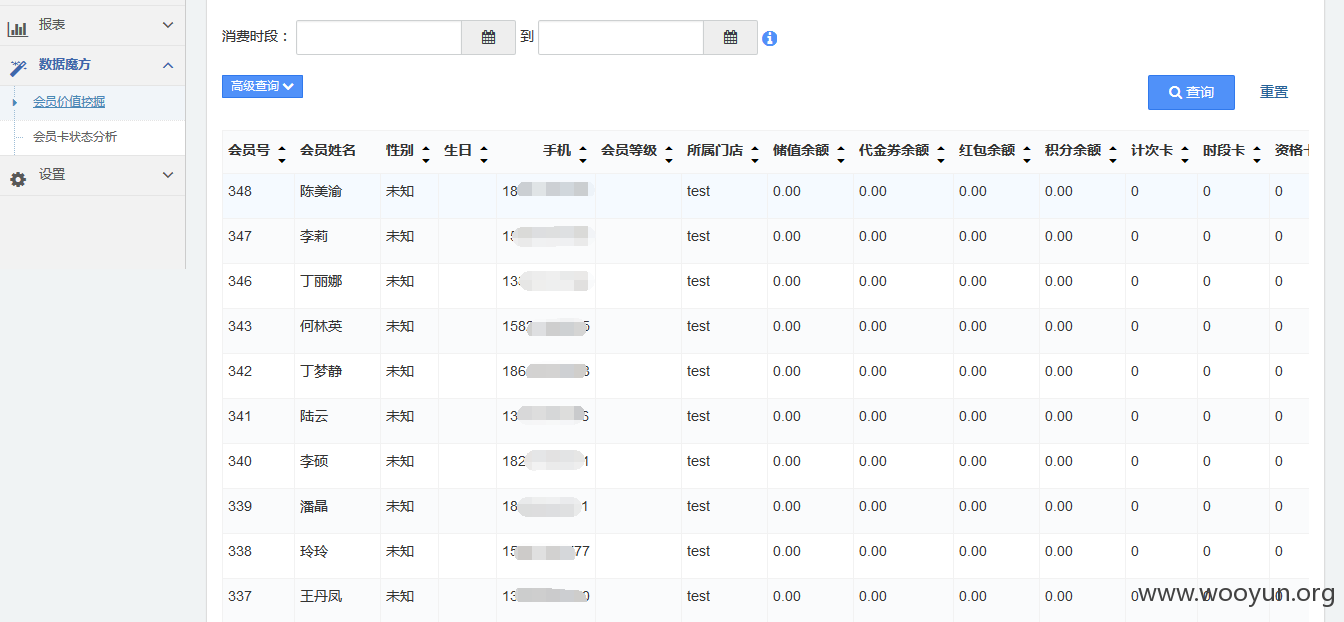 报表
数据魔方
会员价值挖掘
会员卡状态分析
设置
消费时段： 到
高级查询 查询 重置
会员号 会员姓名 性别 生日 手机 会员等级 所属门店 储值余额 代金券余额 红包余额 积分余额 计次卡 时段卡 资格
348 陈美渝 未知 18 test 0.00 0.00 0.00 0.00 0 0 0
347 李莉 未知 15 test 0.00 0.00 0.00 0.00 0 0 0
346 丁丽娜 未知 133 test 0.00 0.00 0.00 0.00 0 0 0
343 何林英 未知 1582 5 test 0.00 0.00 0.00 0.00 0 0 0
342 丁梦静 未知 186 3 test 0.00 0.00 0.00 0.00 0 0 0
341 陆云 未知 13 6 test 0.00 0.00 0.00 0.00 0 0 0
340 李硕 未知 182 1 test 0.00 0.00 0.00 0.00 0 0 0
339 潘晶 未知 18 1 test 0.00 0.00 0.00 0.00 0 0 0
338 玲玲 未知 15 77 test 0.00 0.00 0.00 0.00 0 0 0
337 王丹凤 未知 13 0 test 0.00 0.00 0.00 0.00 0 0 0
www.wooyun.org